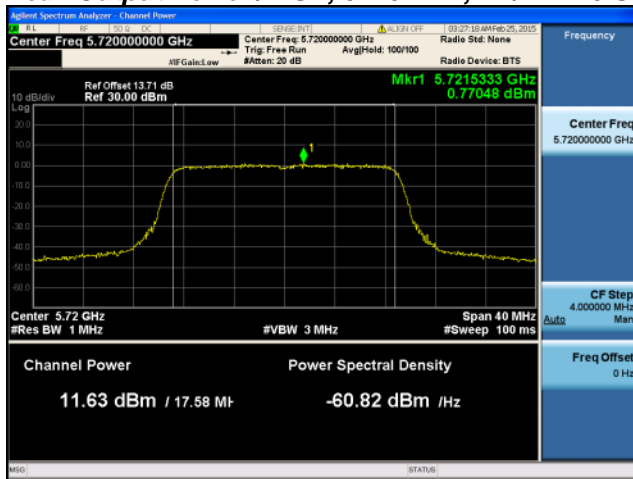 Agilent Spectrum Analyzer - Channel Power
RL RF 50 Ω DC SENSE:INT ALIGN OFF 03:27:18 AM Feb 25, 2015
Center Freq 5.720000000 GHz
Center Freq: 5.720000000 GHz
Radio Std: None
Trig: Free Run Avg|Hold: 100/100
#IFGain:Low #Atten: 20 dB Radio Device: BTS
Frequency
Mkr1 5.7215333 GHz
0.77048 dBm
Ref Offset 13.71 dB
10 dB/div Ref 30.00 dBm
Log
20.0
10.0
0.00
-10.0
-20.0
-30.0
-40.0
-50.0
-60.0
1
Center Freq
5.720000000 GHz
Center 5.72 GHz Span 40 MHz
#Res BW 1 MHz #VBW 3 MHz #Sweep 100 ms
CF Step
4.000000 MHz
Auto Man
Freq Offset
0 Hz
Channel Power Power Spectral Density
11.63 dBm / 17.58 MH -60.82 dBm /Hz
MSG STATUS